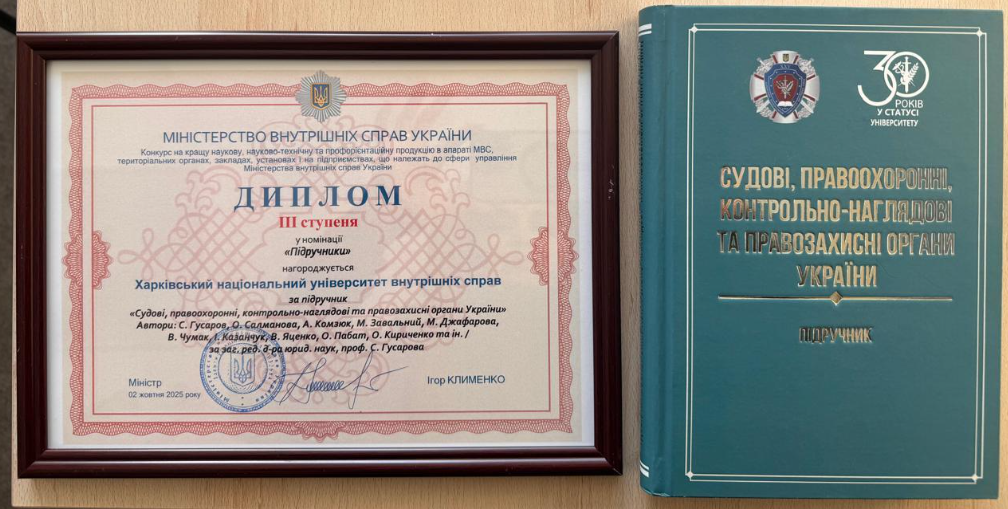 МІНІСТЕРСТВО ВНУТРІШНІХ СПРАВ УКРАЇНИ
Конкурс на кращу наукову, науково-технічну та профорієнтаційну продукцію в апараті МВС,
територіальних органах, закладах, установах і на підприємствах, що належать до сфери управління
Міністерства внутрішніх справ України
ДИПЛОМ
III ступеня
у номінації
«Підручники»
нагороджується
Харківський національний університет внутрішніх справ
за підручник
«Судові, правоохоронні, контрольно-наглядові та правозахисні органи України»
Автори: С. Гусаров, О. Салманова, А. Комзюк, М. Завальний, М. Джафарова,
В. Чумак, І. Казанчук, В. Яценко, О. Пабат, О. Кириченко та ін. /
за заг. ред. д-ра юрид. наук, проф. С. Гусарова
Міністр
02 жовтня 2025 року
Ігор КЛИМЕНКО
30
РОКІВ
У СТАТУСІ
УНІВЕРСИТЕТУ
СУДОВІ, ПРАВООХОРОННІ,
КОНТРОЛЬНО-НАГЛЯДОВІ
ТА ПРАВОЗАХИСНІ ОРГАНИ
УКРАЇНИ
ПІДРУЧНИК